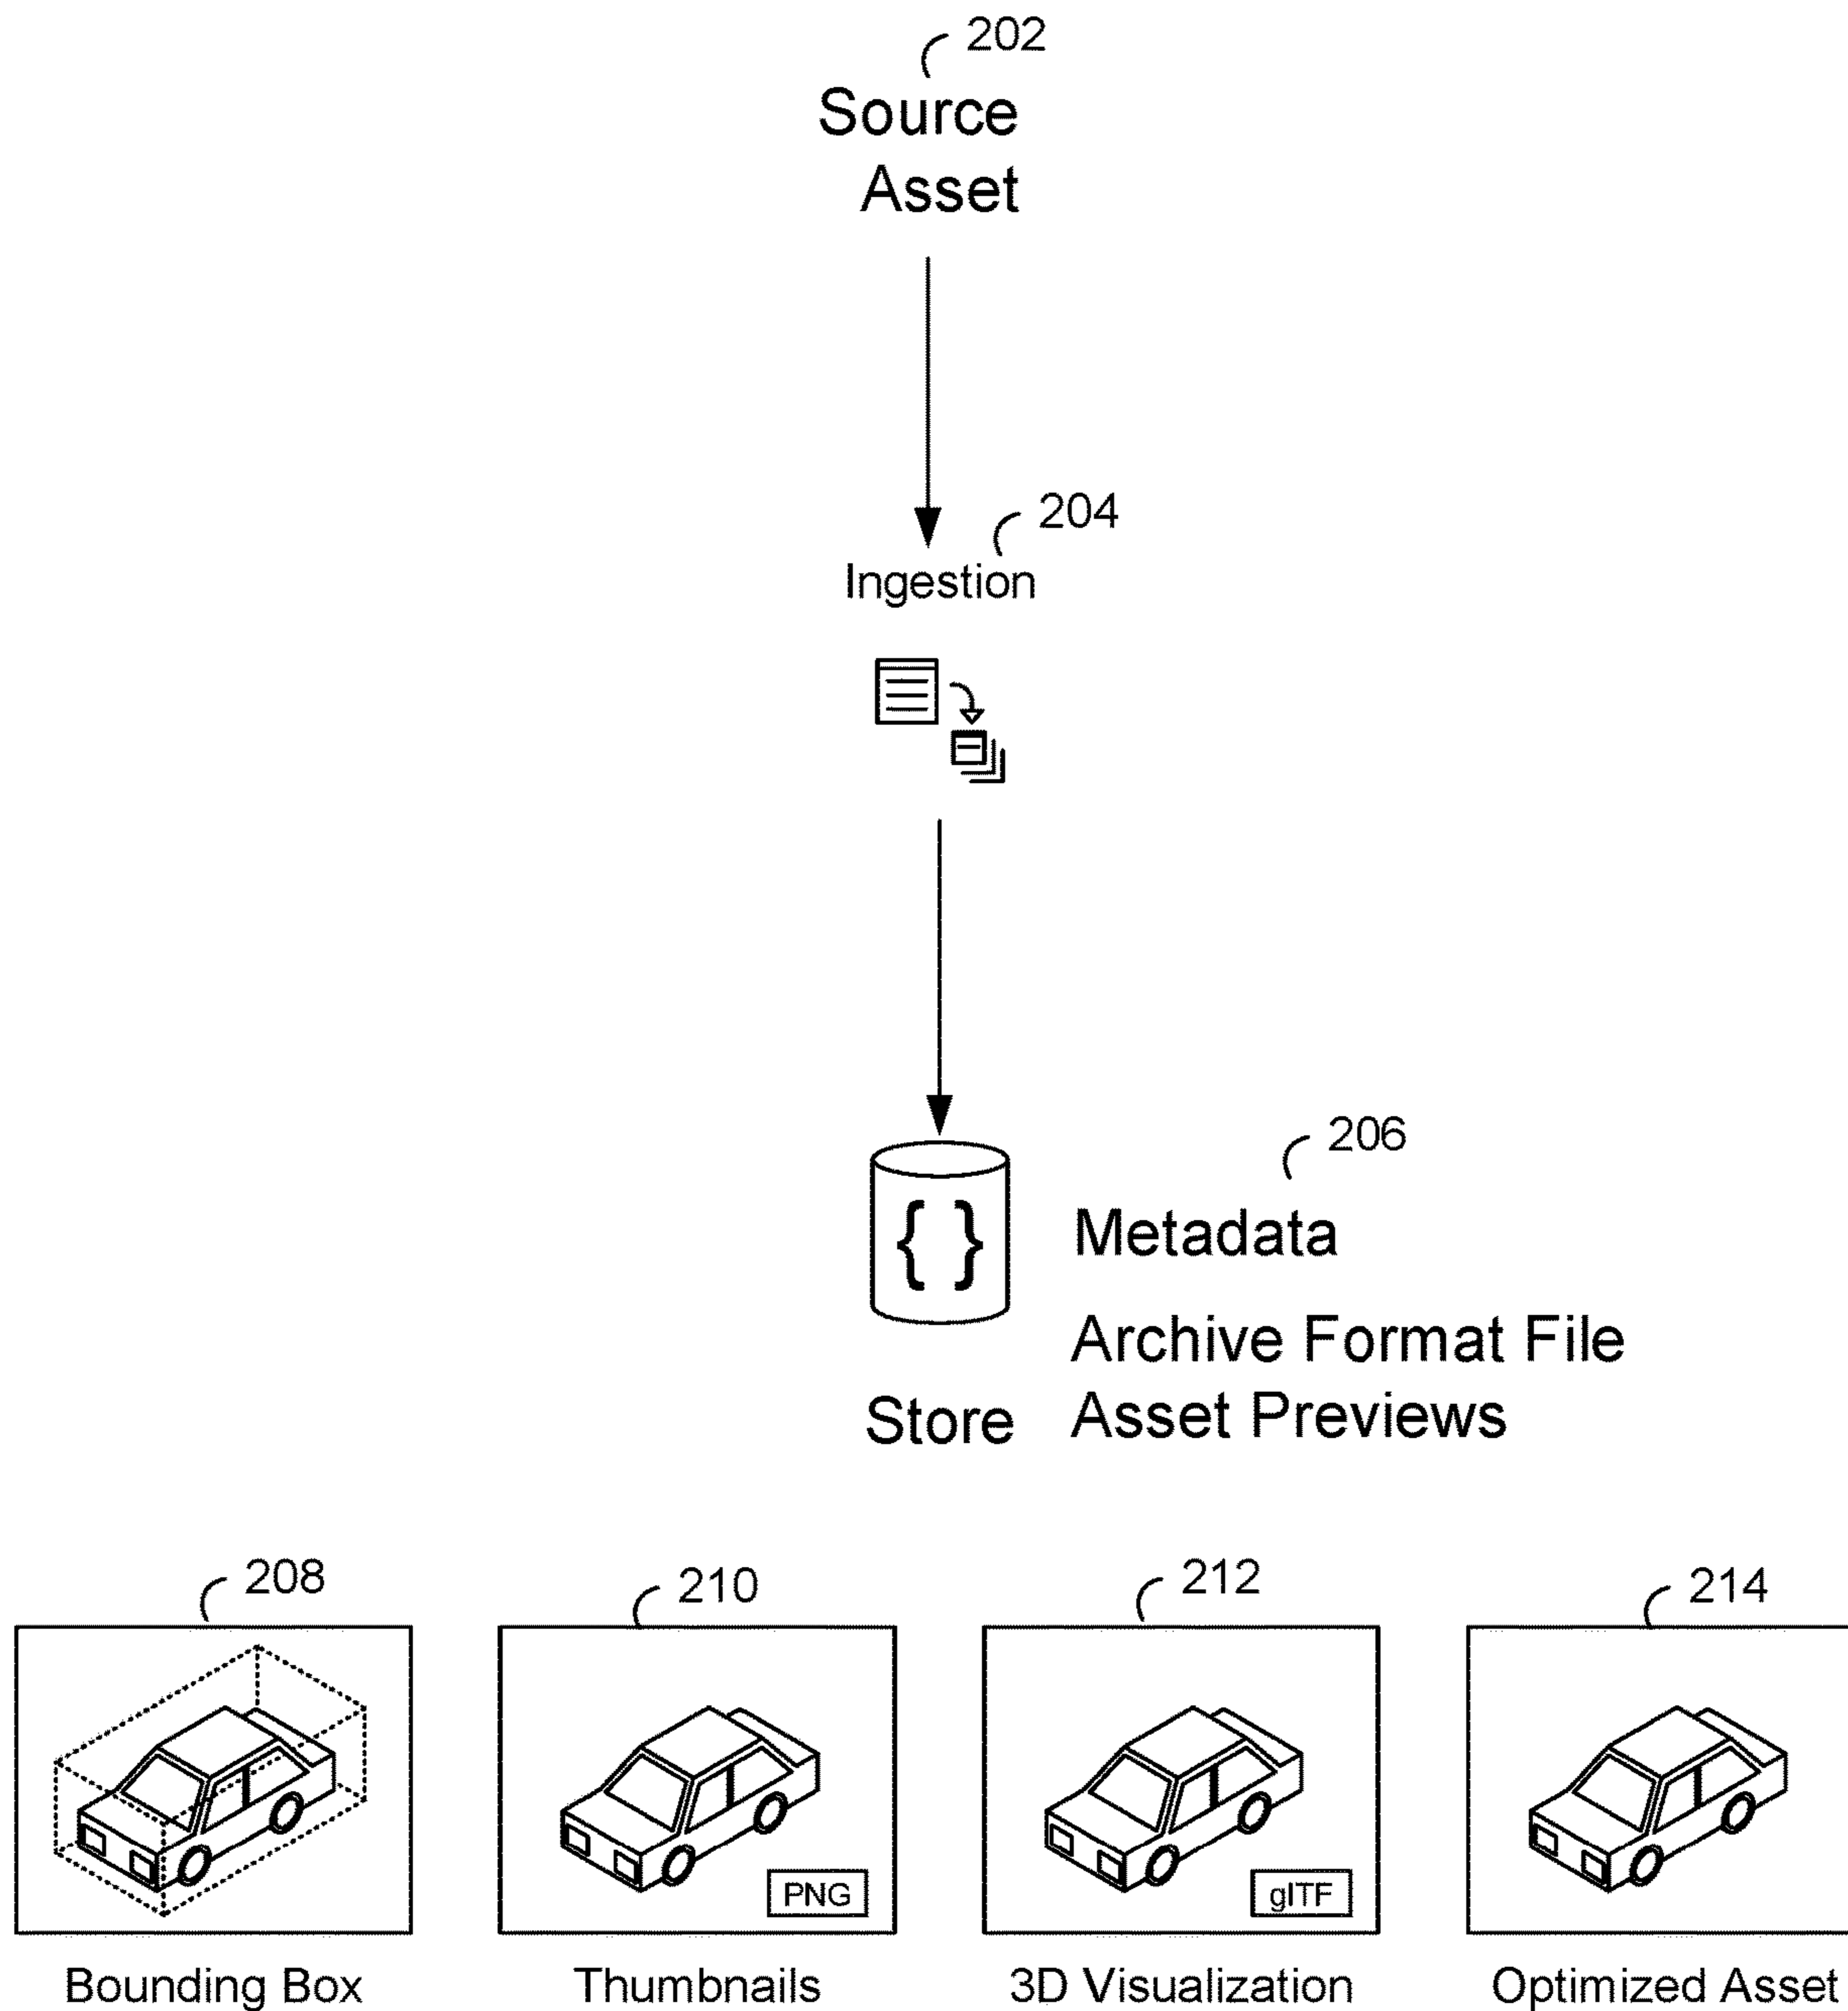 202
Source
Asset
204
Ingestion
{ }
206
Metadata
Archive Format File
Store Asset Previews
208
210
212
214
PNG
glTF
Bounding Box
Thumbnails
3D Visualization
Optimized Asset